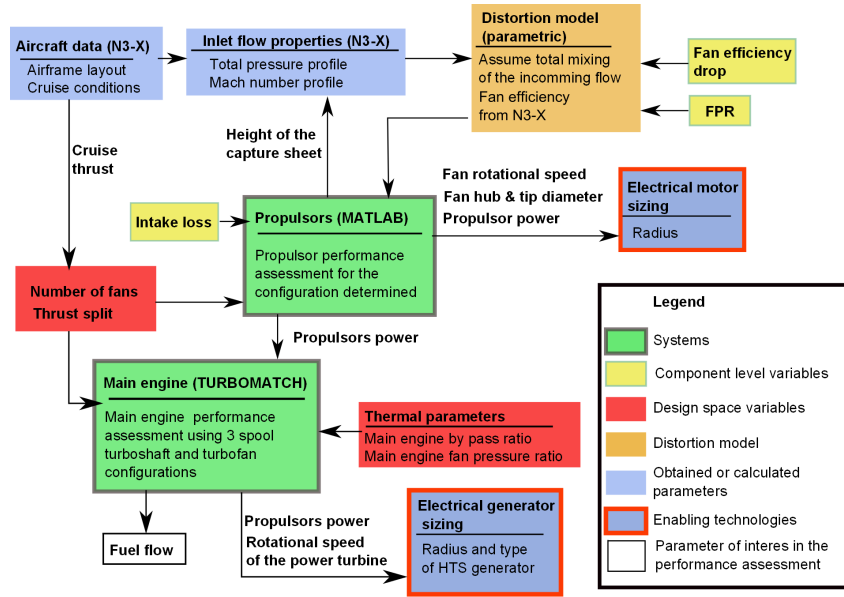 Aircraft data (N3-X)
Airframe layout
Cruise conditions
Inlet flow properties (N3-X)
Total pressure profile
Mach number profile
Distortion model
(parametric)
Assume total mixing
of the incomming flow
Fan efficiency
from N3-X
Fan efficiency
drop
FPR
Cruise
thrust
Height of the
capture sheet
Fan rotational speed
Fan hub & tip diameter
Propulsor power
Electrical motor
sizing
Radius
Intake loss
Propulsors (MATLAB)
Propulsor performance
assessment for the
configuration determined
Number of fans
Thrust split
Propulsors power
Main engine (TURBOMATCH)
Main engine performance
assessment using 3 spool
turboshaft and turbofan
configurations
Thermal parameters
Main engine by pass ratio
Main engine fan pressure ratio
Fuel flow
Propulsors power
Rotational speed
of the power turbine
Electrical generator
sizing
Radius and type
of HTS generator
Legend
Systems
Component level variables
Design space variables
Distortion model
Obtained or calculated
parameters
Enabling technologies
Parameter of interes in the
performance assessment